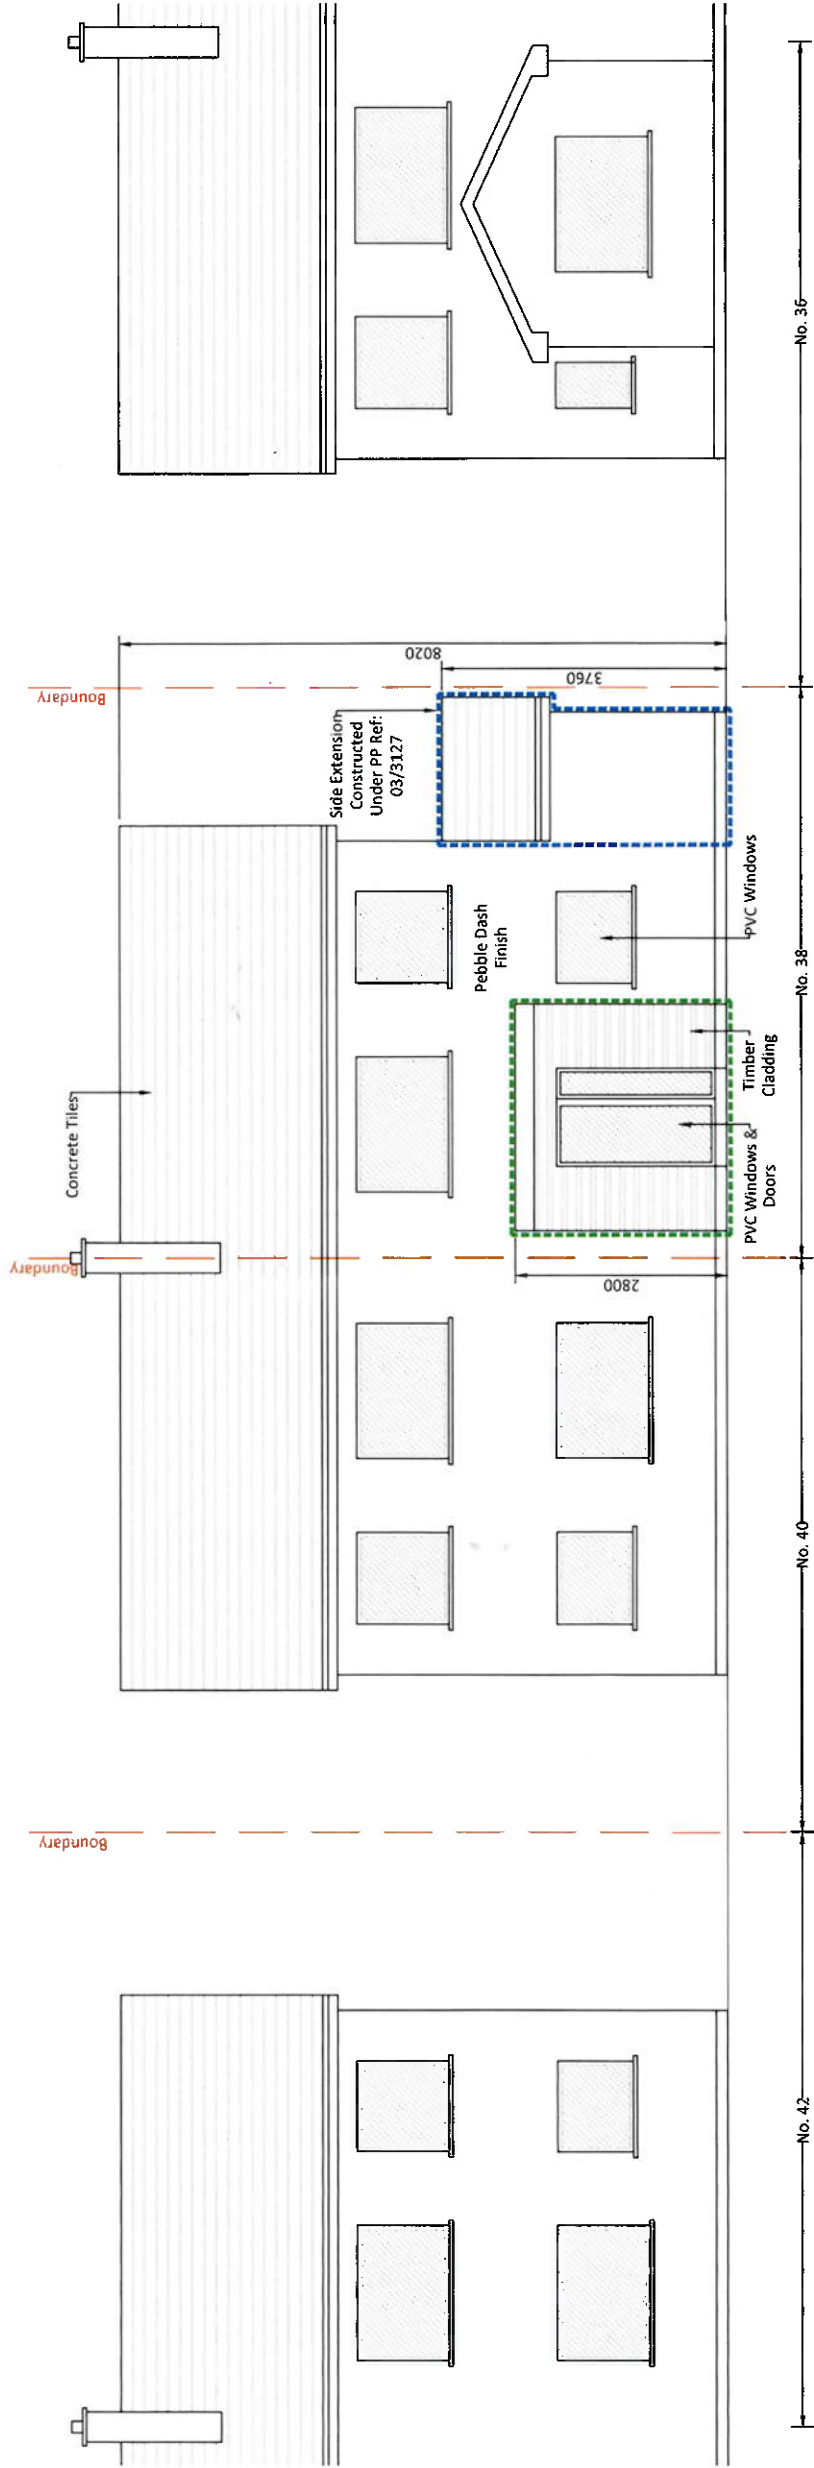 Boundary
Boundary
Boundary
Concrete Tiles
Side Extension
Constructed
Under PP Ref:
03/3127
8020
3760
Pebble Dash
Finish
2800
PVC Windows &
Doors
Timber
Cladding
PVC Windows
No. 42
No. 40
No. 38
No. 36